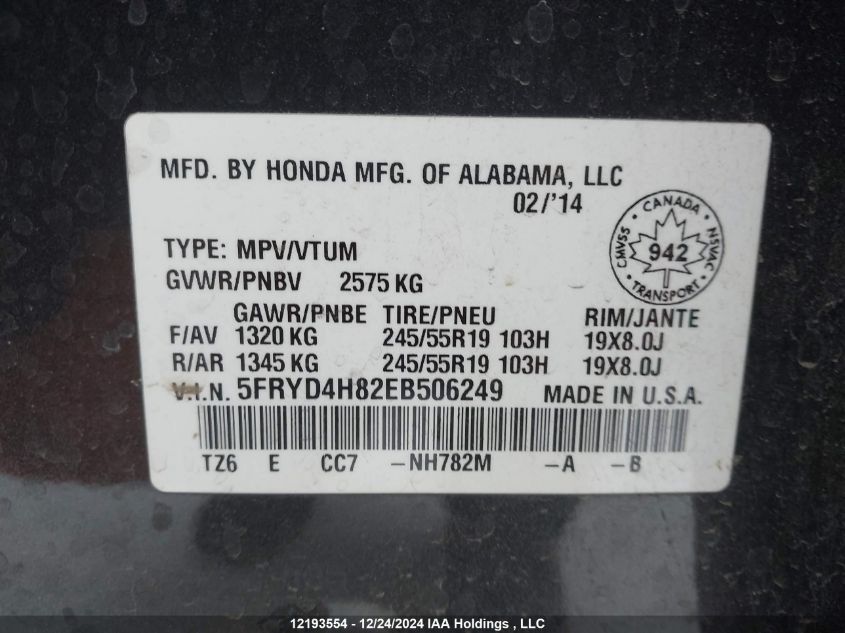 MFD. BY HONDA MFG. OF ALABAMA, LLC
02/'14
CANADA
CMVSS 942 NSVAC
TRANSPORT
TYPE: MPV/VTUM
GVWR/PNBV 2575 KG
GAWR/PNBE TIRE/PNEU RIM/JANTE
F/AV 1320 KG 245/55R19 103H 19X8.0J
R/AR 1345 KG 245/55R19 103H 19X8.0J
V.I.N. 5FRYD4H82EB506249 MADE IN U.S.A.
TZ6 E CC7 -NH782M -A -B
12193554 - 12/24/2024 IAA Holdings , LLC